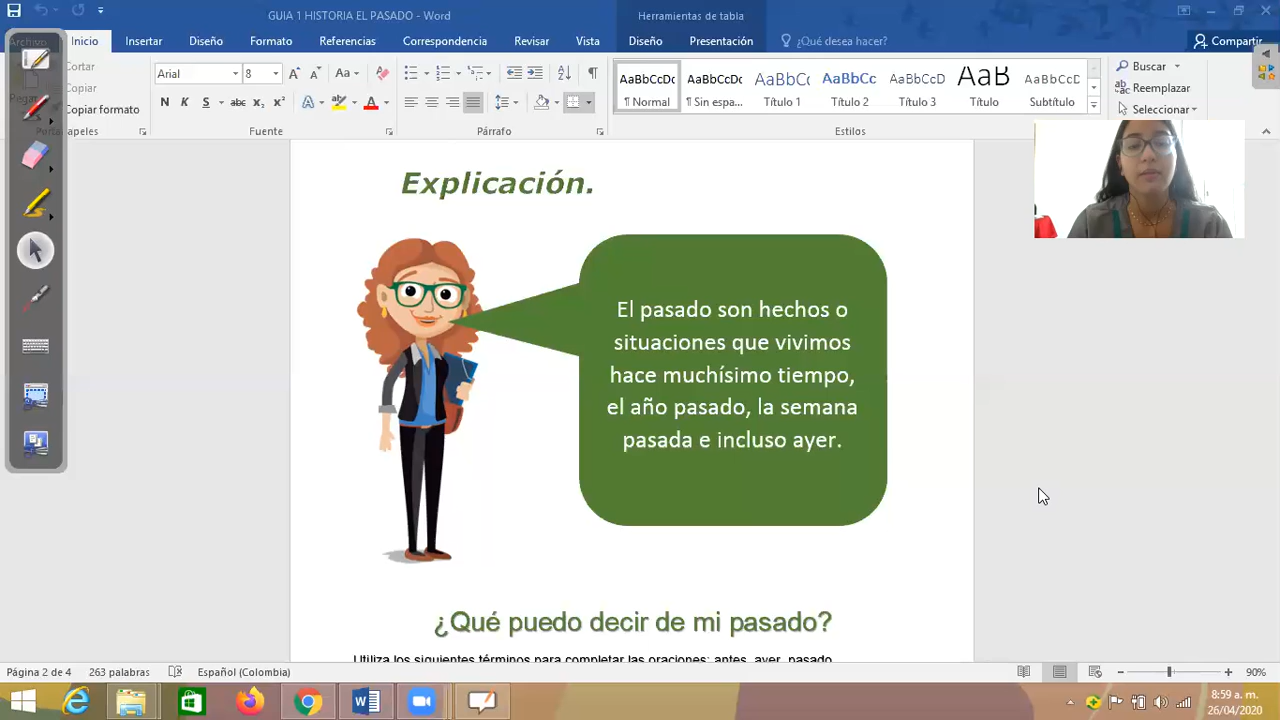 GUIA 1 HISTORIA EL PASADO - Word
Herramientas de tabla
Archivo Inicio Insertar Diseño Formato Referencias Correspondencia Revisar Vista Diseño Presentación ¿Qué desea hacer? Compartir
Cortar
Copiar
Pegar
Copiar formato
Portapapeles
Arial 8
Fuente
Párrafo
AaBbCcDc AaBbCcDc AaBbCc AaBbCc AaBbCcD AaB AaBbCcD
¶ Normal ¶ Sin espa... Título 1 Título 2 Título 3 Título Subtítulo
Estilos
Buscar
Reemplazar
Seleccionar
Explicación.
El pasado son hechos o
situaciones que vivimos
hace muchísimo tiempo,
el año pasado, la semana
pasada e incluso ayer.
¿Qué puedo decir de mi pasado?
Utiliza los siguientes términos para completar las oraciones: antes, ayer, pasado
Página 2 de 4 263 palabras Español (Colombia) 90%
8:59 a. m.
26/04/2020